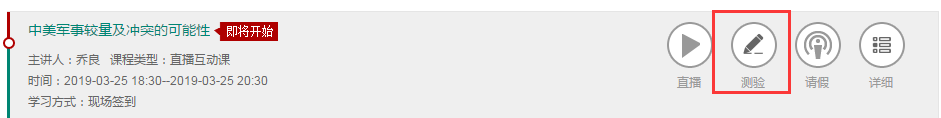 中美军事较量及冲突的可能性 即将开始
主讲人：乔良 课程类型：直播互动课
时间：2019-03-25 18:30--2019-03-25 20:30
学习方式：现场签到
直播 测验 请假 详细